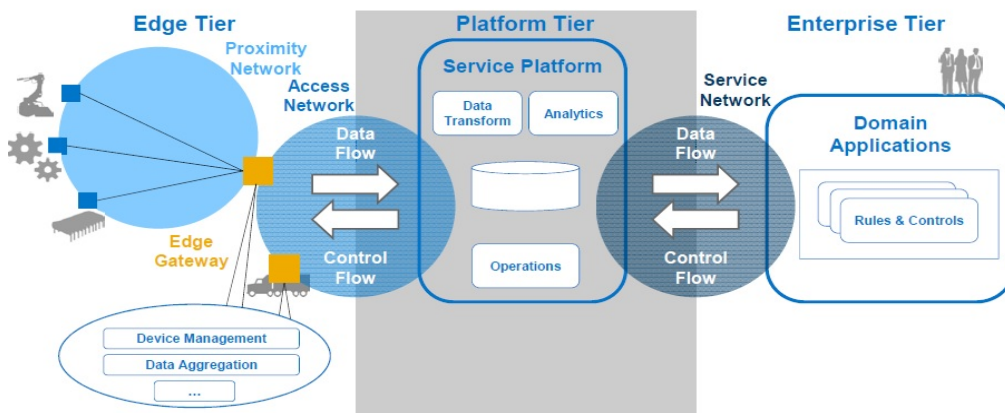 Edge Tier
Platform Tier
Enterprise Tier
Proximity
Network
Access
Network
Service Platform
Service
Network
Data
Transform
Analytics
Domain
Applications
Data
Flow
Data
Flow
Rules & Controls
Edge
Gateway
Control
Flow
Operations
Control
Flow
Device Management
Data Aggregation
...